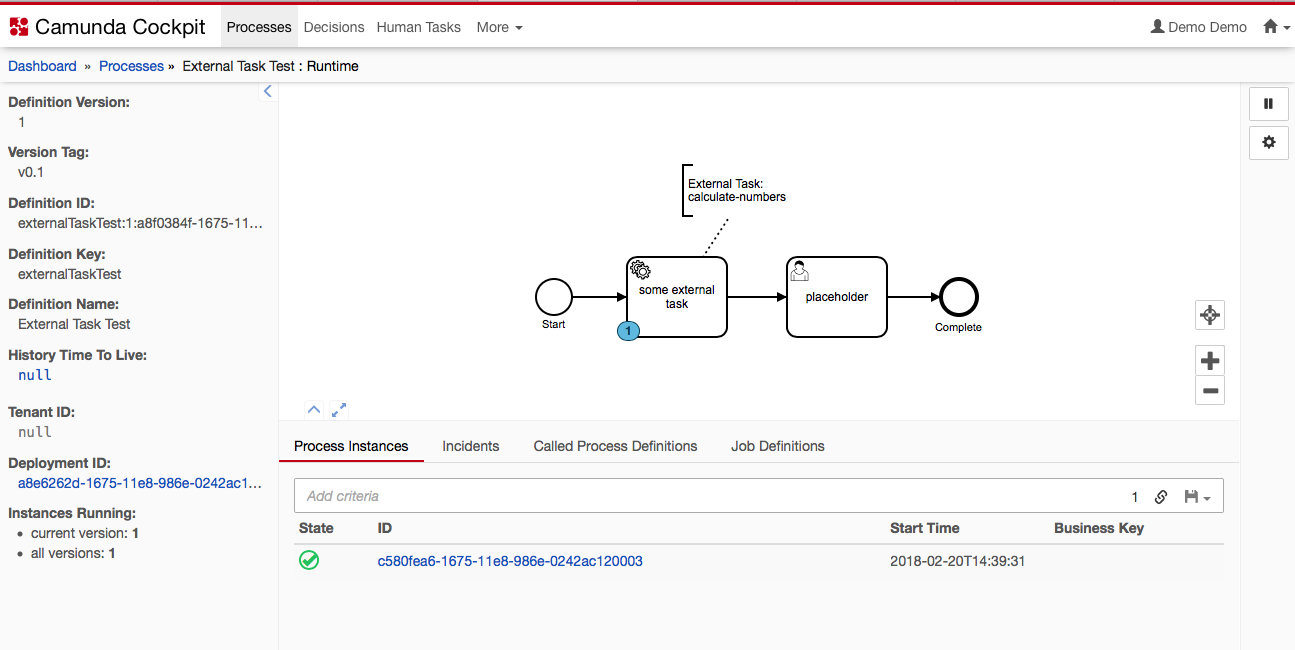 Camunda Cockpit Processes Decisions Human Tasks More Demo Demo
Dashboard » Processes » External Task Test : Runtime
Definition Version:
1
Version Tag:
v0.1
Definition ID:
externalTaskTest:1:a8f0384f-1675-11...
Definition Key:
externalTaskTest
Definition Name:
External Task Test
History Time To Live:
null
Tenant ID:
null
Deployment ID:
a8e6262d-1675-11e8-986e-0242ac1...
Instances Running:
current version: 1
all versions: 1
External Task:
calculate-numbers
some external
task
1
placeholder
Start
Complete
Process Instances Incidents Called Process Definitions Job Definitions
Add criteria 1
State ID Start Time Business Key
c580fea6-1675-11e8-986e-0242ac120003 2018-02-20T14:39:31